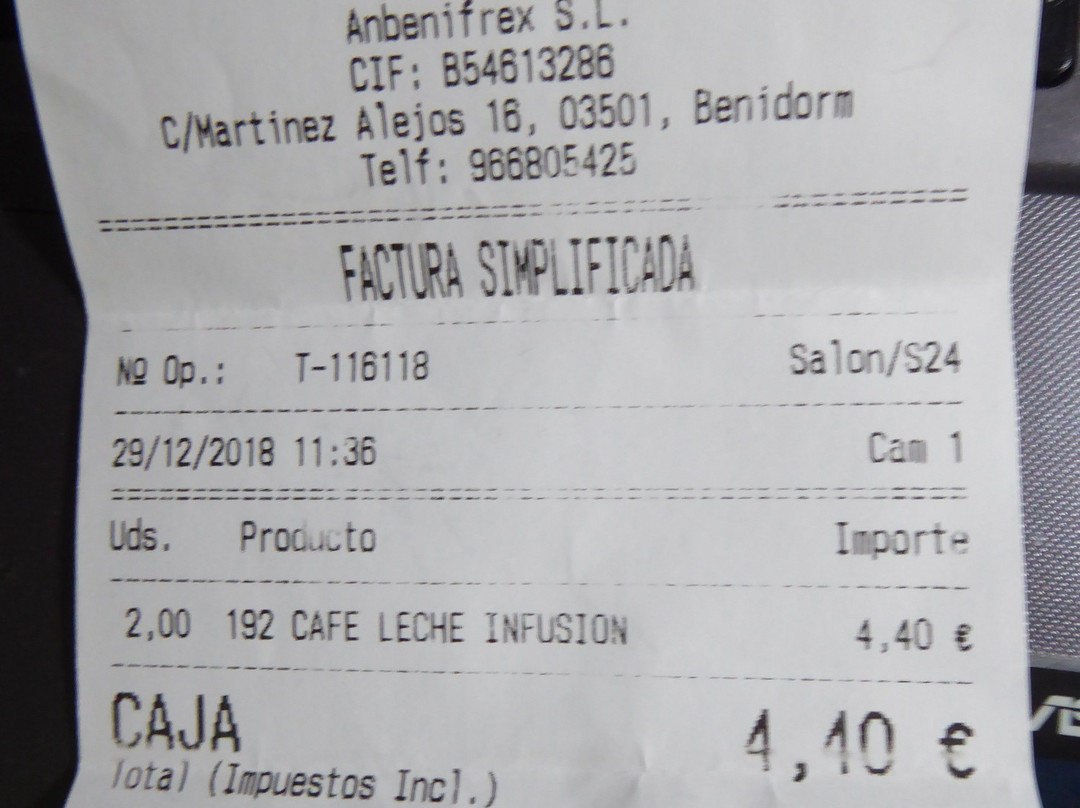 Anbenifrex S.L.
CIF: B54613286
C/Martinez Alejos 16, 03501, Benidorm
Telf: 966805425
FACTURA SIMPLIFICADA
Nº Op.: T-116118 Salon/S24
29/12/2018 11:36 Cam 1
Uds. Producto Importe
2,00 192 CAFE LECHE INFUSION 4,40 €
CAJA 4,40 €
Total (Impuestos Incl.)